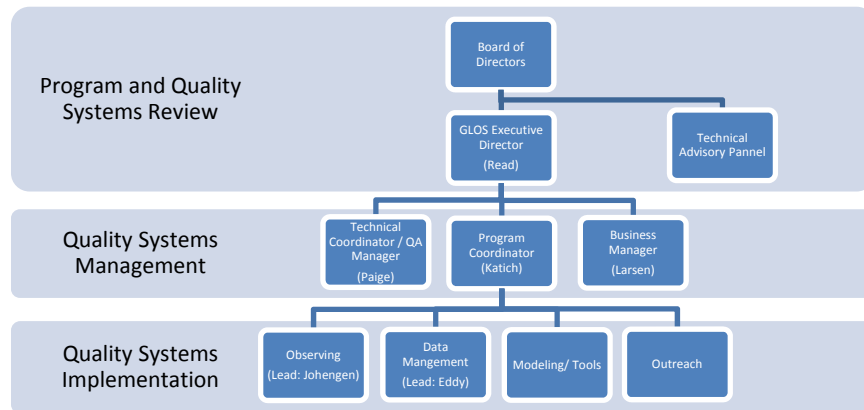 Program and Quality
Systems Review
Board of
Directors
GLOS Executive
Director
(Read)
Technical
Advisory Pannel
Quality Systems
Management
Technical
Coordinator / QA
Manager
(Paige)
Program
Coordinator
(Katich)
Business
Manager
(Larsen)
Quality Systems
Implementation
Observing
(Lead: Johengen)
Data
Mangement
(Lead: Eddy)
Modeling/ Tools
Outreach